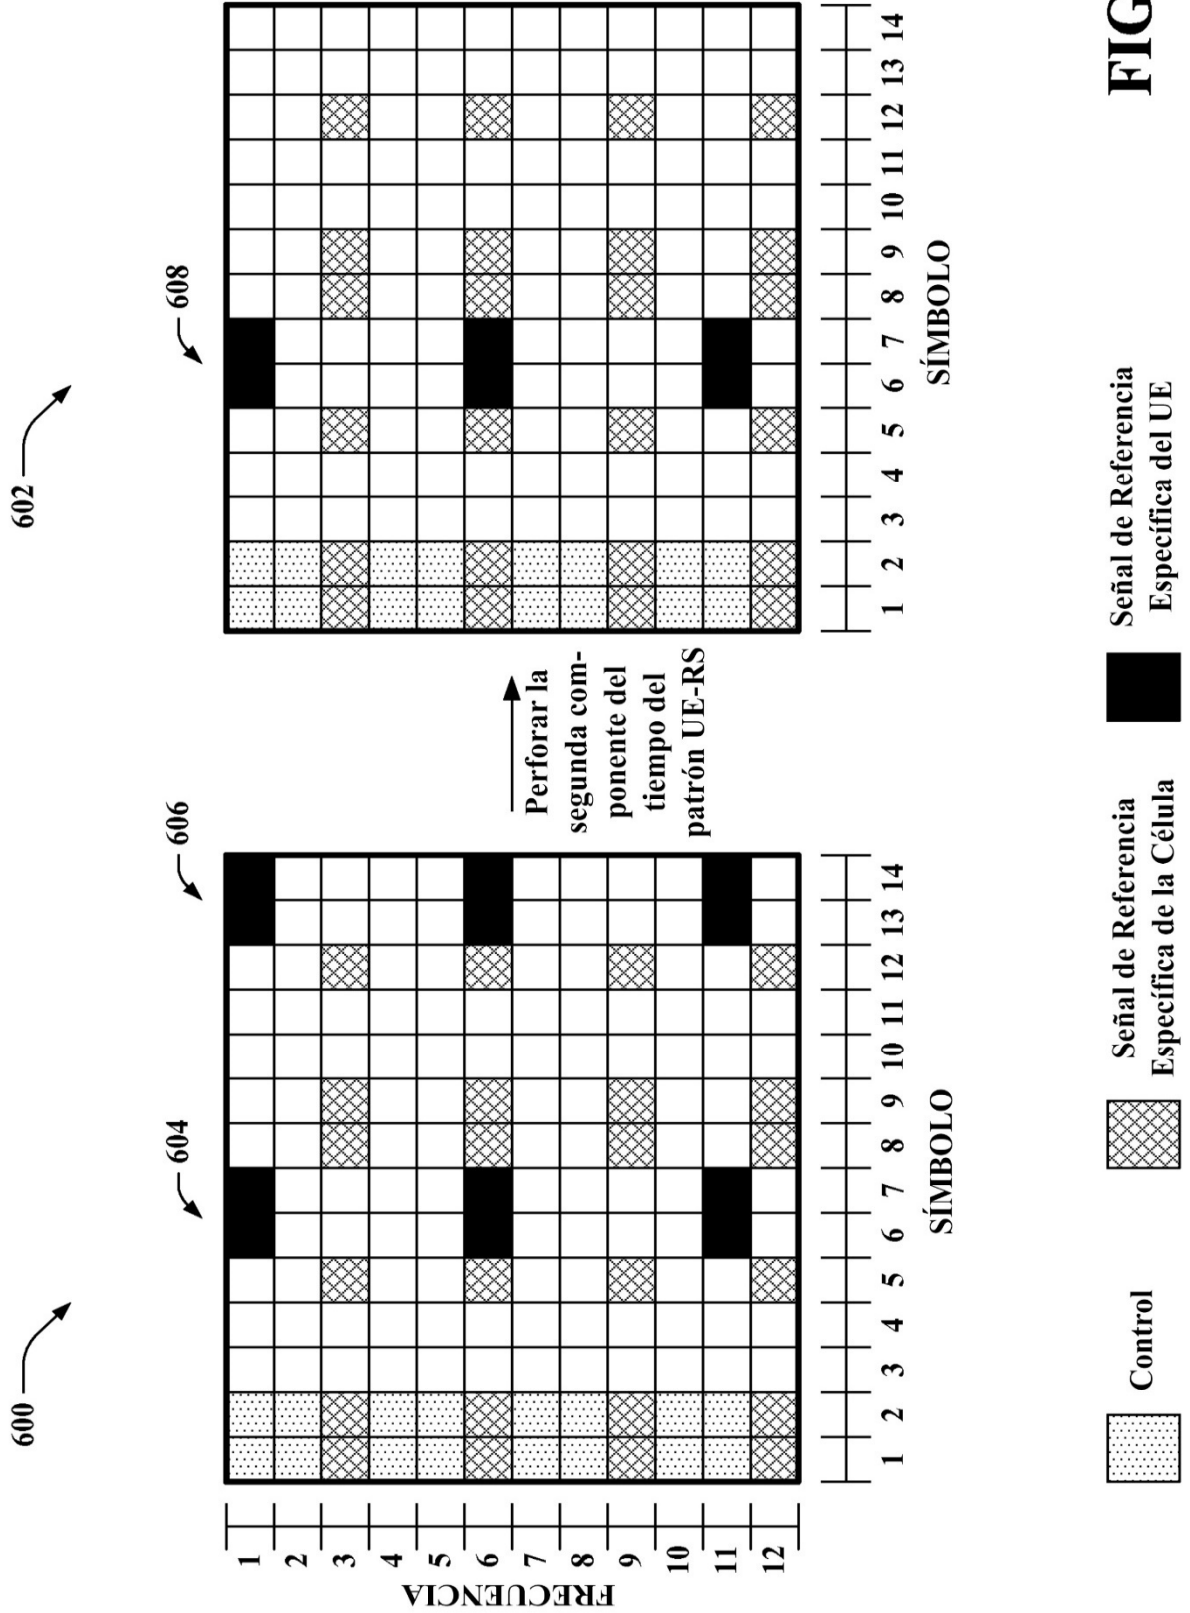 600
602
604
606
608
FRECUENCIA
1
2
3
4
5
6
7
8
9
10
11
12
1 2 3 4 5 6 7 8 9 10 11 12 13 14
SÍMBOLO
Perforar la
segunda com-
ponente del
tiempo del
patrón UE-RS
1 2 3 4 5 6 7 8 9 10 11 12 13 14
SÍMBOLO
Control
Señal de Referencia
Específica de la Célula
Señal de Referencia
Específica del UE
FIG